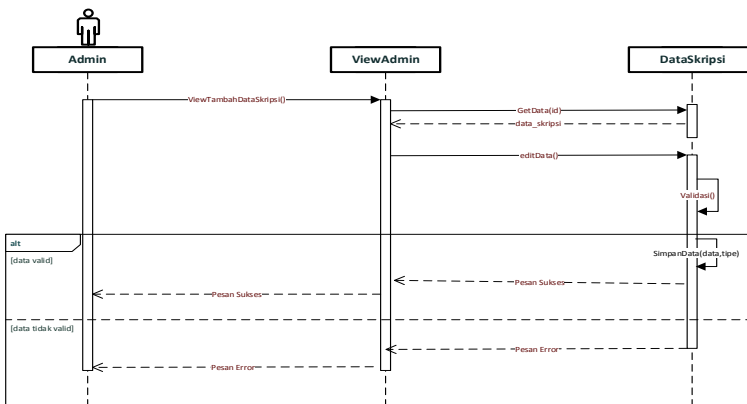 Admin
ViewAdmin
DataSkripsi
ViewTambahDataSkripsi()
GetData(id)
data_skripsi
editData()
Validasi()
alt
SimpanData(data,tipe)
[data valid]
Pesan Sukses
Pesan Sukses
[data tidak valid]
Pesan Error
Pesan Error